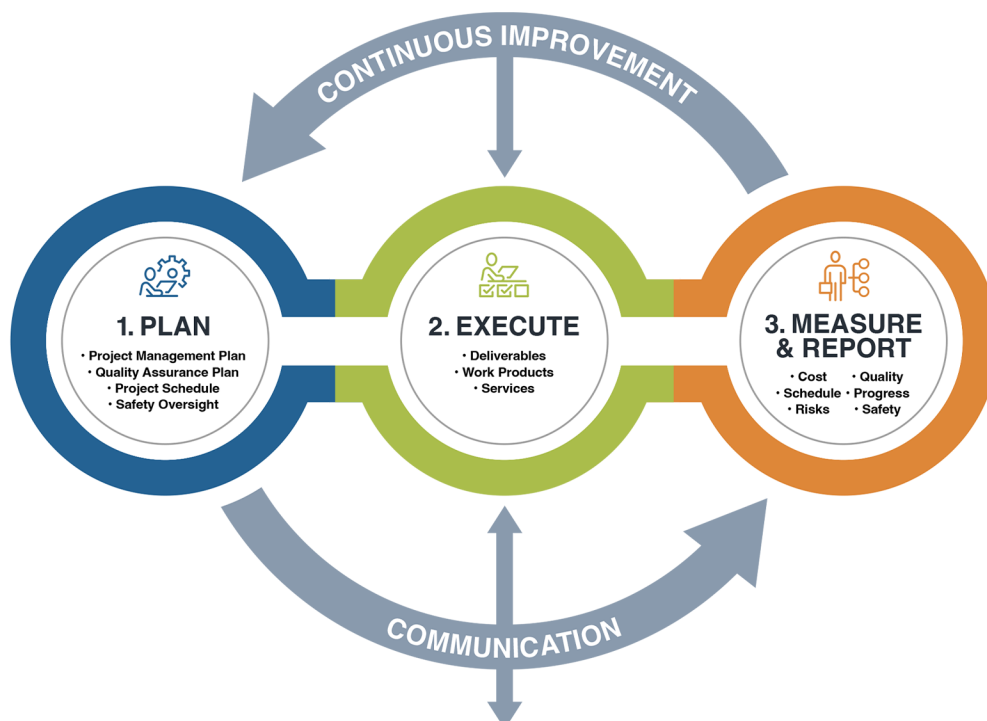 CONTINUOUS IMPROVEMENT
1. PLAN
• Project Management Plan
• Quality Assurance Plan
• Project Schedule
• Safety Oversight
2. EXECUTE
• Deliverables
• Work Products
• Services
3. MEASURE
& REPORT
• Cost • Quality
• Schedule • Progress
• Risks • Safety
COMMUNICATION